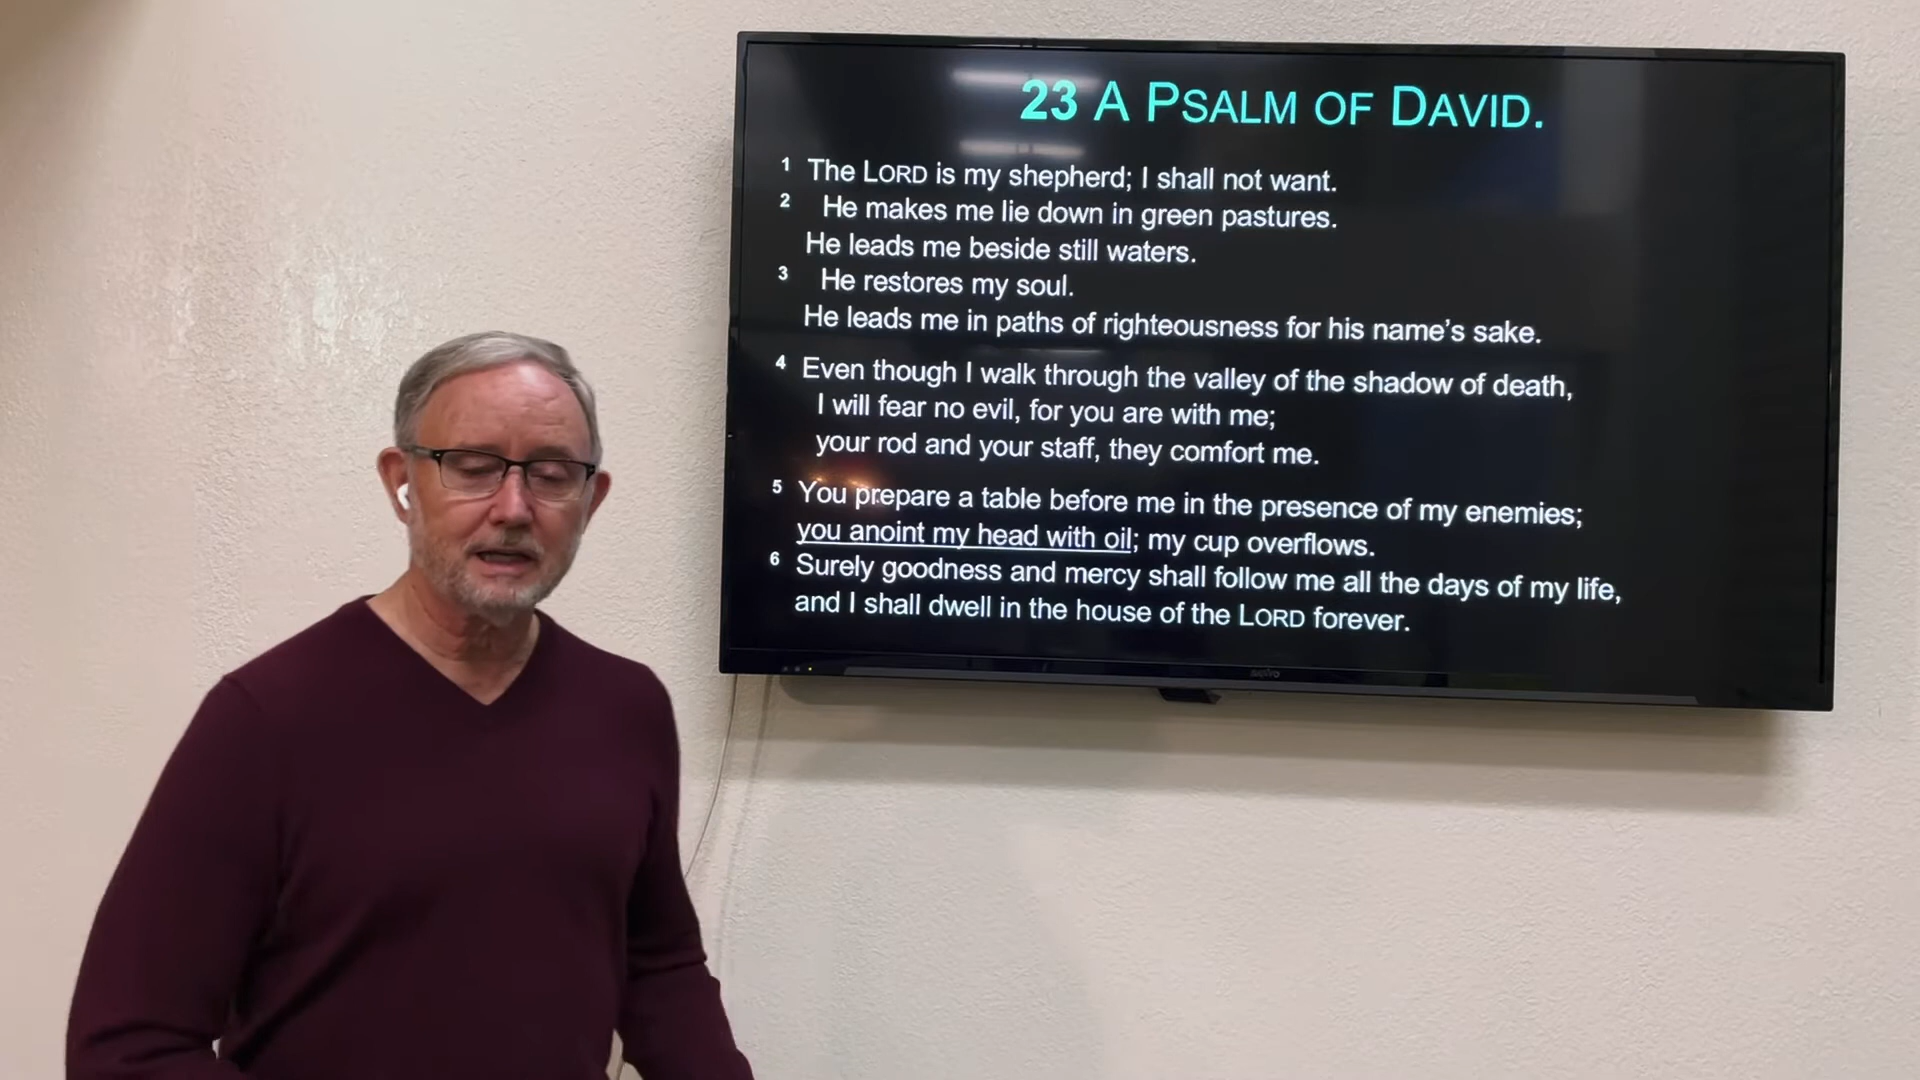 23 A PSALM OF DAVID.
1 The LORD is my shepherd; I shall not want.
2 He makes me lie down in green pastures.
He leads me beside still waters.
3 He restores my soul.
He leads me in paths of righteousness for his name’s sake.
4 Even though I walk through the valley of the shadow of death,
I will fear no evil, for you are with me;
your rod and your staff, they comfort me.
5 You prepare a table before me in the presence of my enemies;
you anoint my head with oil; my cup overflows.
6 Surely goodness and mercy shall follow me all the days of my life,
and I shall dwell in the house of the LORD forever.